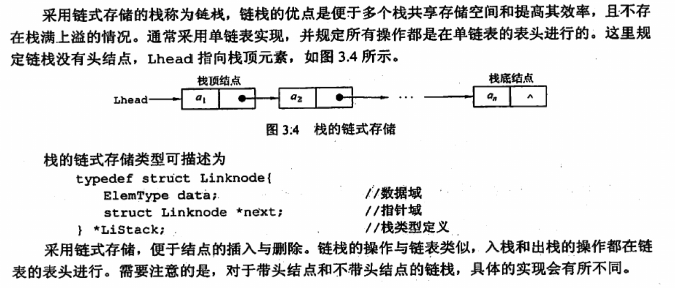 采用链式存储的栈称为链栈，链栈的优点是便于多个栈共享存储空间和提高其效率，且不存
在栈满上溢的情况。通常采用单链表实现，并规定所有操作都是在单链表的表头进行的。这里规
定链栈没有头结点，Lhead 指向栈顶元素，如图 3.4 所示。
栈顶结点 栈底结点
Lhead a1 a2 ··· an ^
图 3.4 栈的链式存储
栈的链式存储类型可描述为
typedef struct Linknode{
ElemType data; //数据域
struct Linknode *next; //指针域
} *LiStack; //栈类型定义
采用链式存储，便于结点的插入与删除。链栈的操作与链表类似，入栈和出栈的操作都在链
表的表头进行。需要注意的是，对于带头结点和不带头结点的链栈，具体的实现会有所不同。